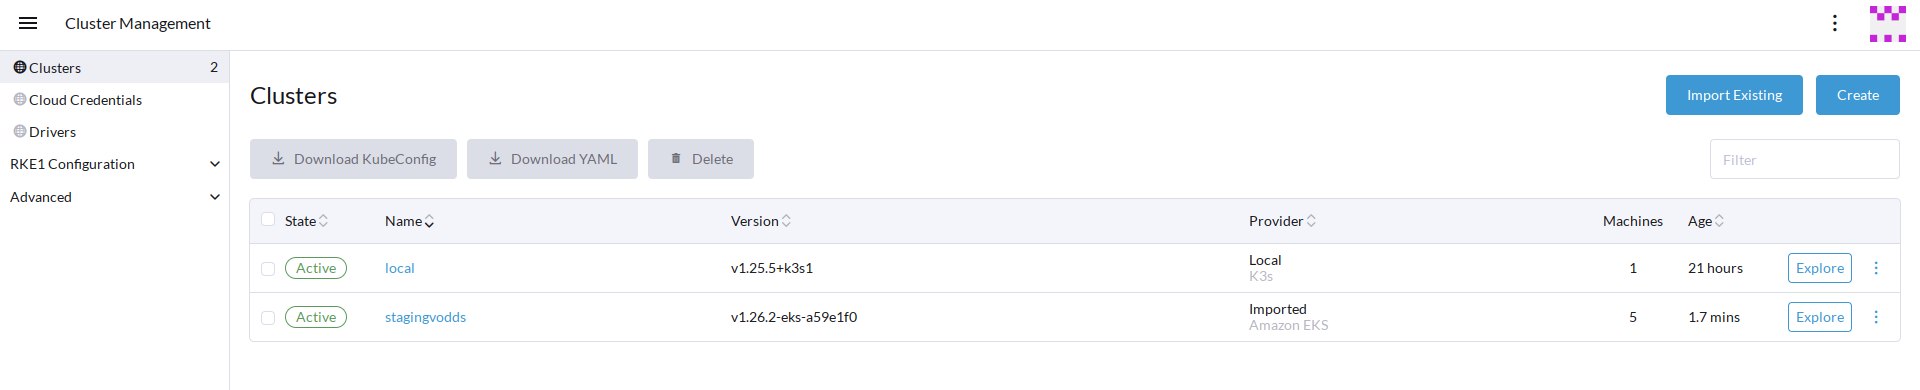 Cluster Management
Clusters 2
Cloud Credentials
Drivers
RKE1 Configuration
Advanced
Clusters
Import Existing Create
Download KubeConfig Download YAML Delete
Filter
State Name Version Provider Machines Age
Active local v1.25.5+k3s1 Local 1 21 hours Explore
K3s
Active stagingvodds v1.26.2-eks-a59e1f0 Imported 5 1.7 mins Explore
Amazon EKS